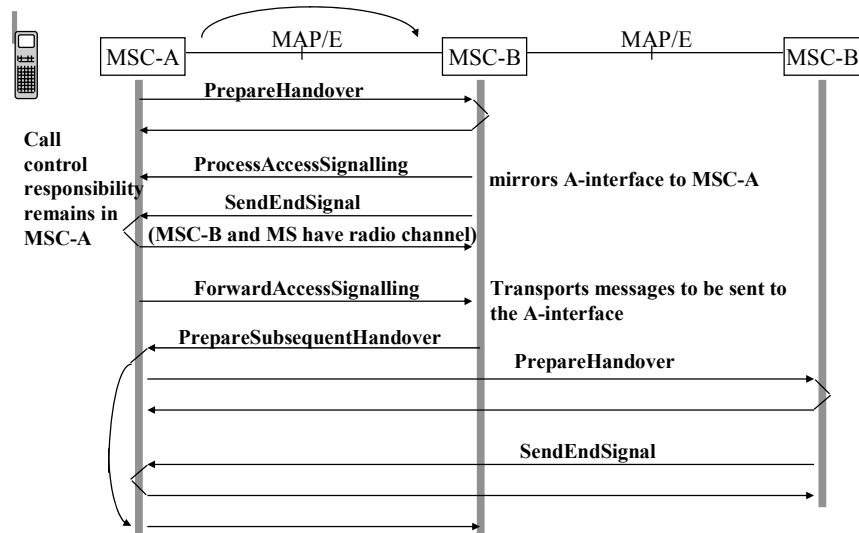 MAP/E
MAP/E
MSC-A
MSC-B
MSC-B
PrepareHandover
Call
control
responsibility
remains in
MSC-A
ProcessAccessSignalling
mirrors A-interface to MSC-A
SendEndSignal
(MSC-B and MS have radio channel)
ForwardAccessSignalling
Transports messages to be sent to
the A-interface
PrepareSubsequentHandover
PrepareHandover
SendEndSignal